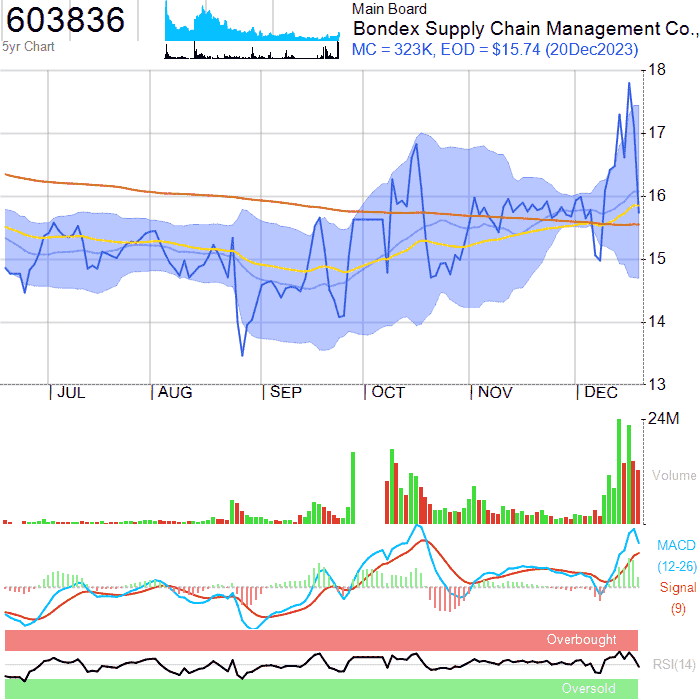 603836
5yr Chart
Main Board
Bondex Supply Chain Management Co.,
MC = 323K, EOD = $15.74 (20Dec2023)
18
17
16
15
14
13
JUL
AUG
SEP
OCT
NOV
DEC
24M
Volume
MACD
(12-26)
Signal
(9)
Overbought
RSI(14)
Oversold